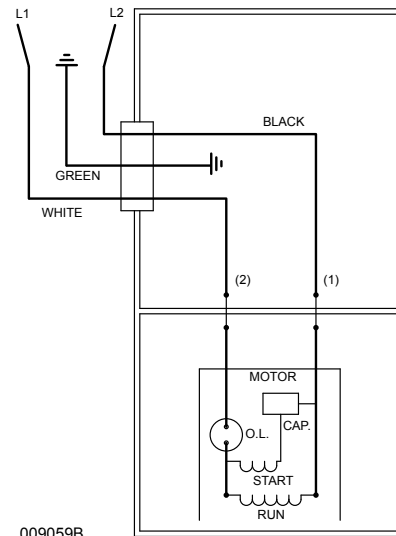 L1
L2
BLACK
GREEN
WHITE
(2)
(1)
MOTOR
CAP.
O.L.
START
RUN
009059B